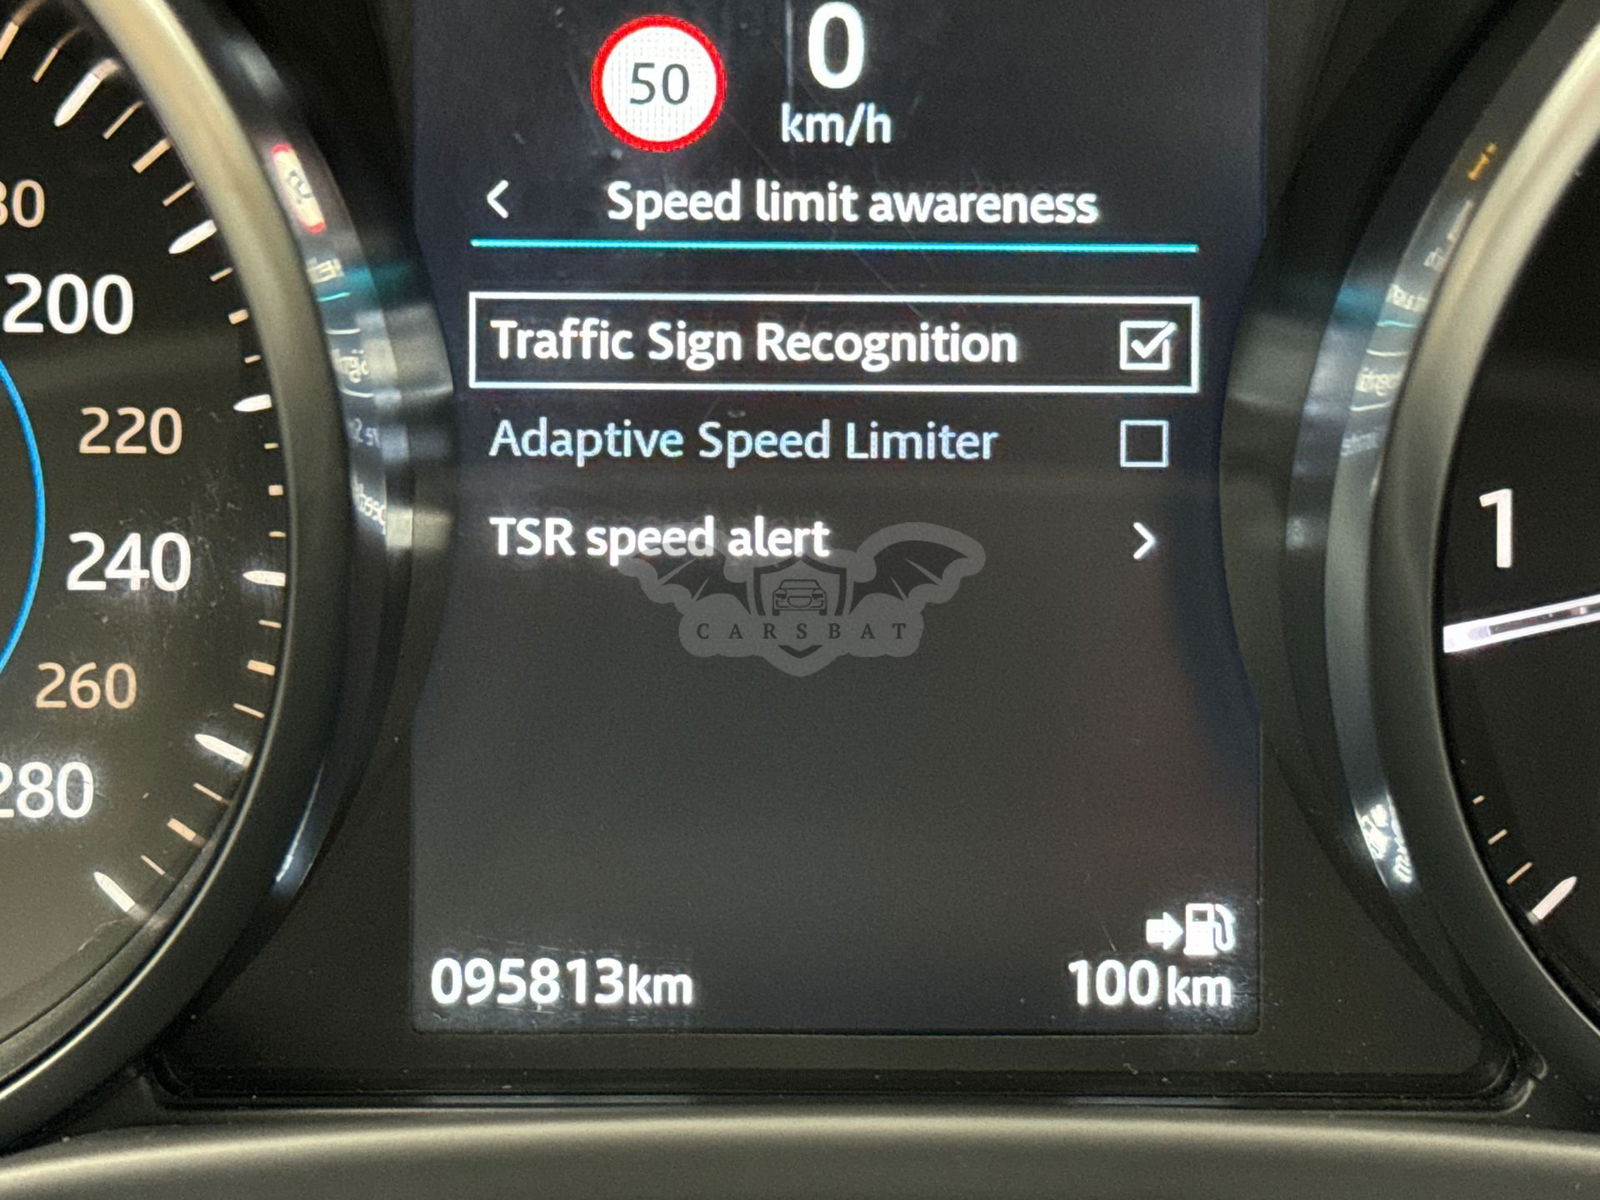 50
0
km/h
Speed limit awareness
Traffic Sign Recognition
Adaptive Speed Limiter
TSR speed alert
CARSBAT
200
220
240
260
280
1
095813km
100 km